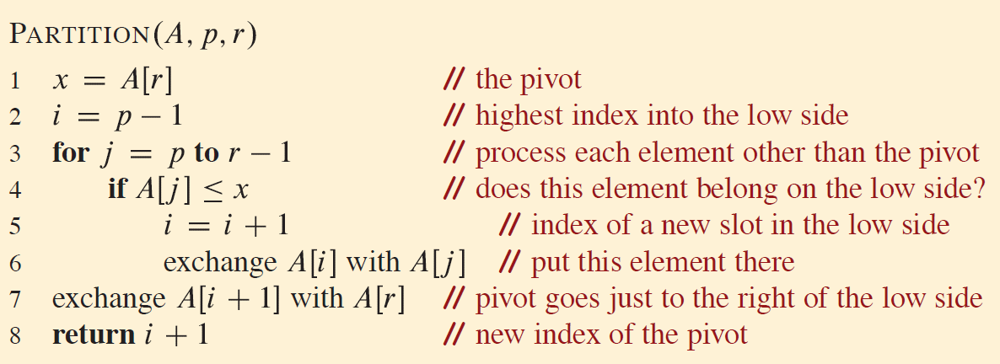 PARTITION(A, p, r)
1 x = A[r] // the pivot
2 i = p − 1 // highest index into the low side
3 for j = p to r − 1 // process each element other than the pivot
4 if A[j] ≤ x // does this element belong on the low side?
5 i = i + 1 // index of a new slot in the low side
6 exchange A[i] with A[j] // put this element there
7 exchange A[i + 1] with A[r] // pivot goes just to the right of the low side
8 return i + 1 // new index of the pivot